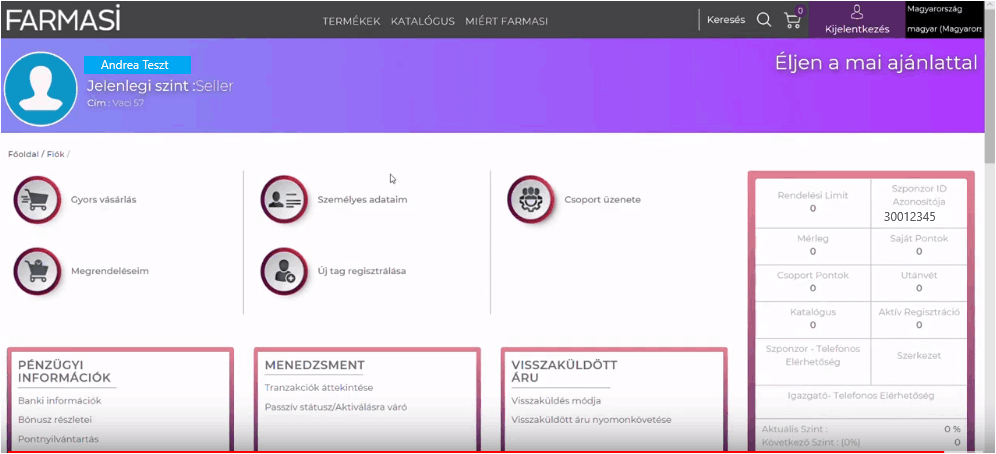 FARMASİ
TERMÉKEK KATALÓGUS MIÉRT FARMASI
Keresés
0
Kijelentkezés
Magyarország
magyar (Magyarors
Andrea Teszt
Jelenlegi szint :Seller
Cím : Vaci 57
Éljen a mai ajánlattal
Főoldal / Fiók /
Gyors vásárlás
Személyes adataim
Csoport üzenete
Megrendeléseim
Új tag regisztrálása
Rendelési Limit
0
Szponzor ID
Azonosítója
30012345
Mérleg
0
Saját Pontok
0
Csoport Pontok
0
Utánvét
0
Katalógus
0
Aktív Regisztráció
0
Szponzor - Telefonos
Elérhetőség
Szerkezet
Igazgató- Telefonos Elérhetőség
Aktuális Szint : 0 %
Következő Szint : (0%) 0
PÉNZÜGYI
INFORMÁCIÓK
Banki információk
Bónusz részletei
Pontnyilvántartás
MENEDZSMENT
Tranzakciók áttekintése
Passzív státusz/Aktiválásra váró
VISSZAKÜLDÖTT
ÁRU
Visszaküldés módja
Visszaküldött áru nyomonkövetése